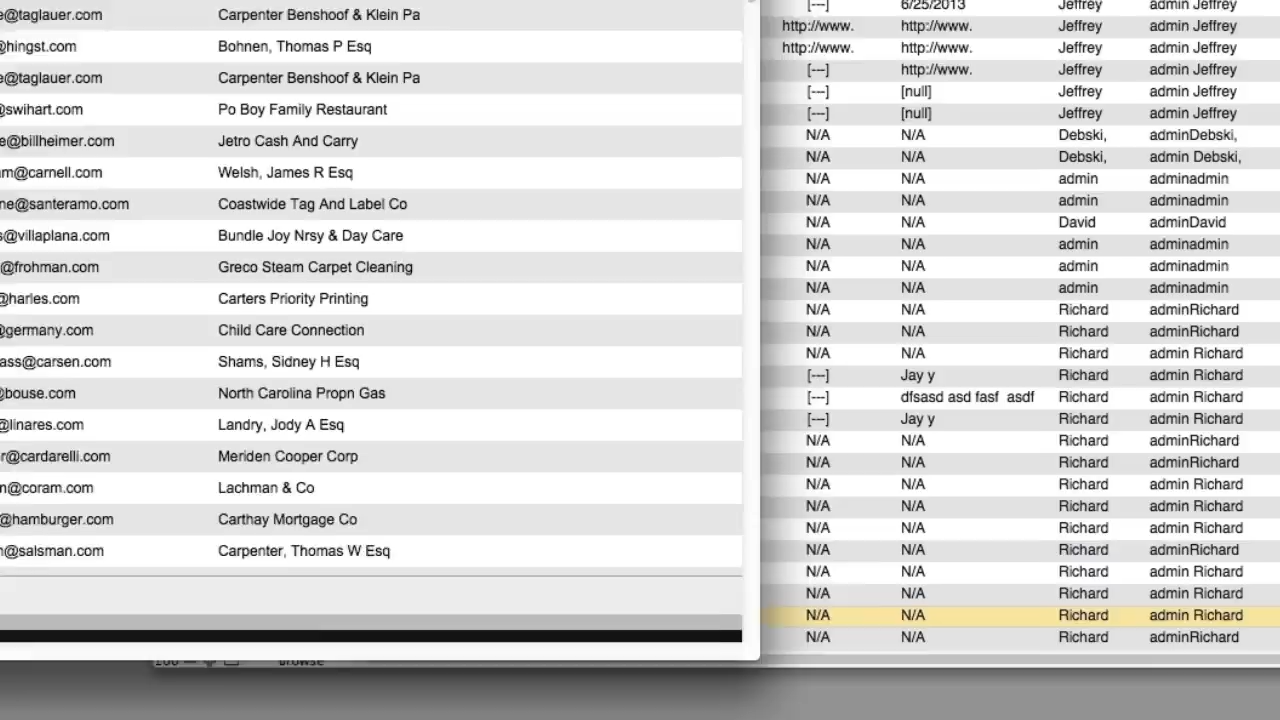 e@taglauer.com Carpenter Benshoof & Klein Pa
@hingst.com Bohnen, Thomas P Esq
e@taglauer.com Carpenter Benshoof & Klein Pa
@swihart.com Po Boy Family Restaurant
e@billheimer.com Jetro Cash And Carry
am@carnell.com Welsh, James R Esq
ne@santeramo.com Coastwide Tag And Label Co
s@villaplana.com Bundle Joy Nrsy & Day Care
@frohman.com Greco Steam Carpet Cleaning
@harles.com Carters Priority Printing
@germany.com Child Care Connection
ass@carsen.com Shams, Sidney H Esq
@bouse.com North Carolina Propn Gas
@linares.com Landry, Jody A Esq
r@cardarelli.com Meriden Cooper Corp
n@coram.com Lachman & Co
@hamburger.com Carthay Mortgage Co
n@salsman.com Carpenter, Thomas W Esq
[---] 6/25/2013 Jeffrey admin Jeffrey
http://www. http://www. Jeffrey admin Jeffrey
http://www. http://www. Jeffrey admin Jeffrey
[---] http://www. Jeffrey admin Jeffrey
[---] [null] Jeffrey admin Jeffrey
[---] [null] Jeffrey admin Jeffrey
N/A N/A Debski, adminDebski,
N/A N/A Debski, admin Debski,
N/A N/A admin adminadmin
N/A N/A admin adminadmin
N/A N/A David adminDavid
N/A N/A admin adminadmin
N/A N/A admin adminadmin
N/A N/A admin adminadmin
N/A N/A Richard adminRichard
N/A N/A Richard adminRichard
N/A N/A Richard admin Richard
[---] Jay y Richard admin Richard
[---] dfsasd asd fasf asdf Richard admin Richard
[---] Jay y Richard admin Richard
N/A N/A Richard adminRichard
N/A N/A Richard adminRichard
N/A N/A Richard admin Richard
N/A N/A Richard admin Richard
N/A N/A Richard admin Richard
N/A N/A Richard adminRichard
N/A N/A Richard admin Richard
N/A N/A Richard admin Richard
N/A N/A Richard admin Richard
N/A N/A Richard adminRichard
Browse